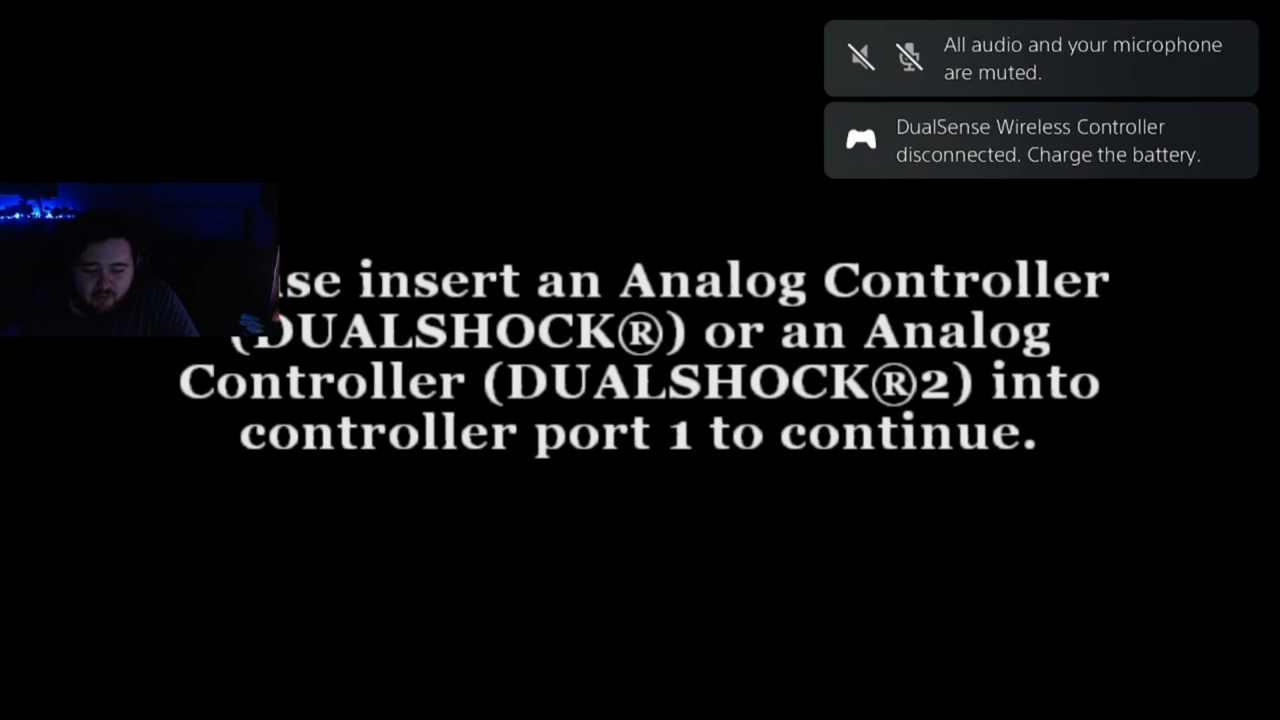 All audio and your microphone
are muted.
DualSense Wireless Controller
disconnected. Charge the battery.
insert an Analog Controller
(DUALSHOCK®) or an Analog
Controller (DUALSHOCK®2) into
controller port 1 to continue.